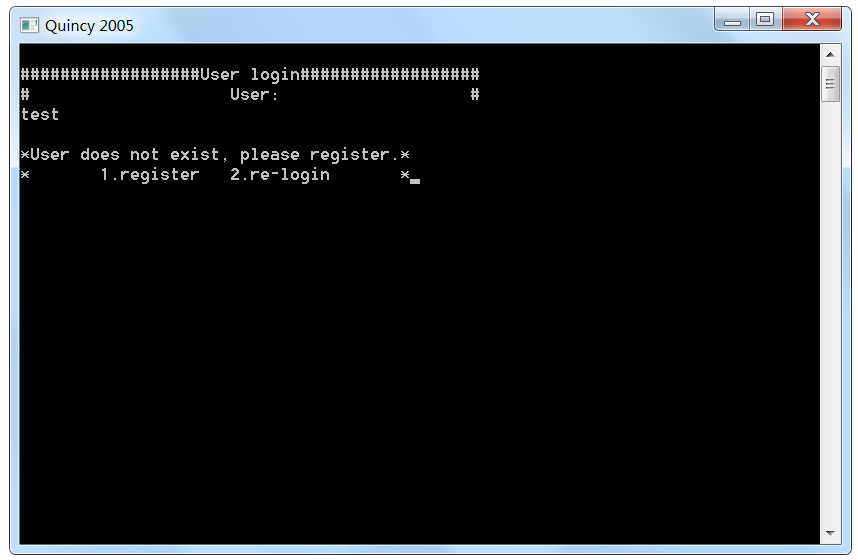 Quincy 2005
##################User login##################
#                    User:                   #
test
*User does not exist, please register.*
*       1.register   2.re-login       *